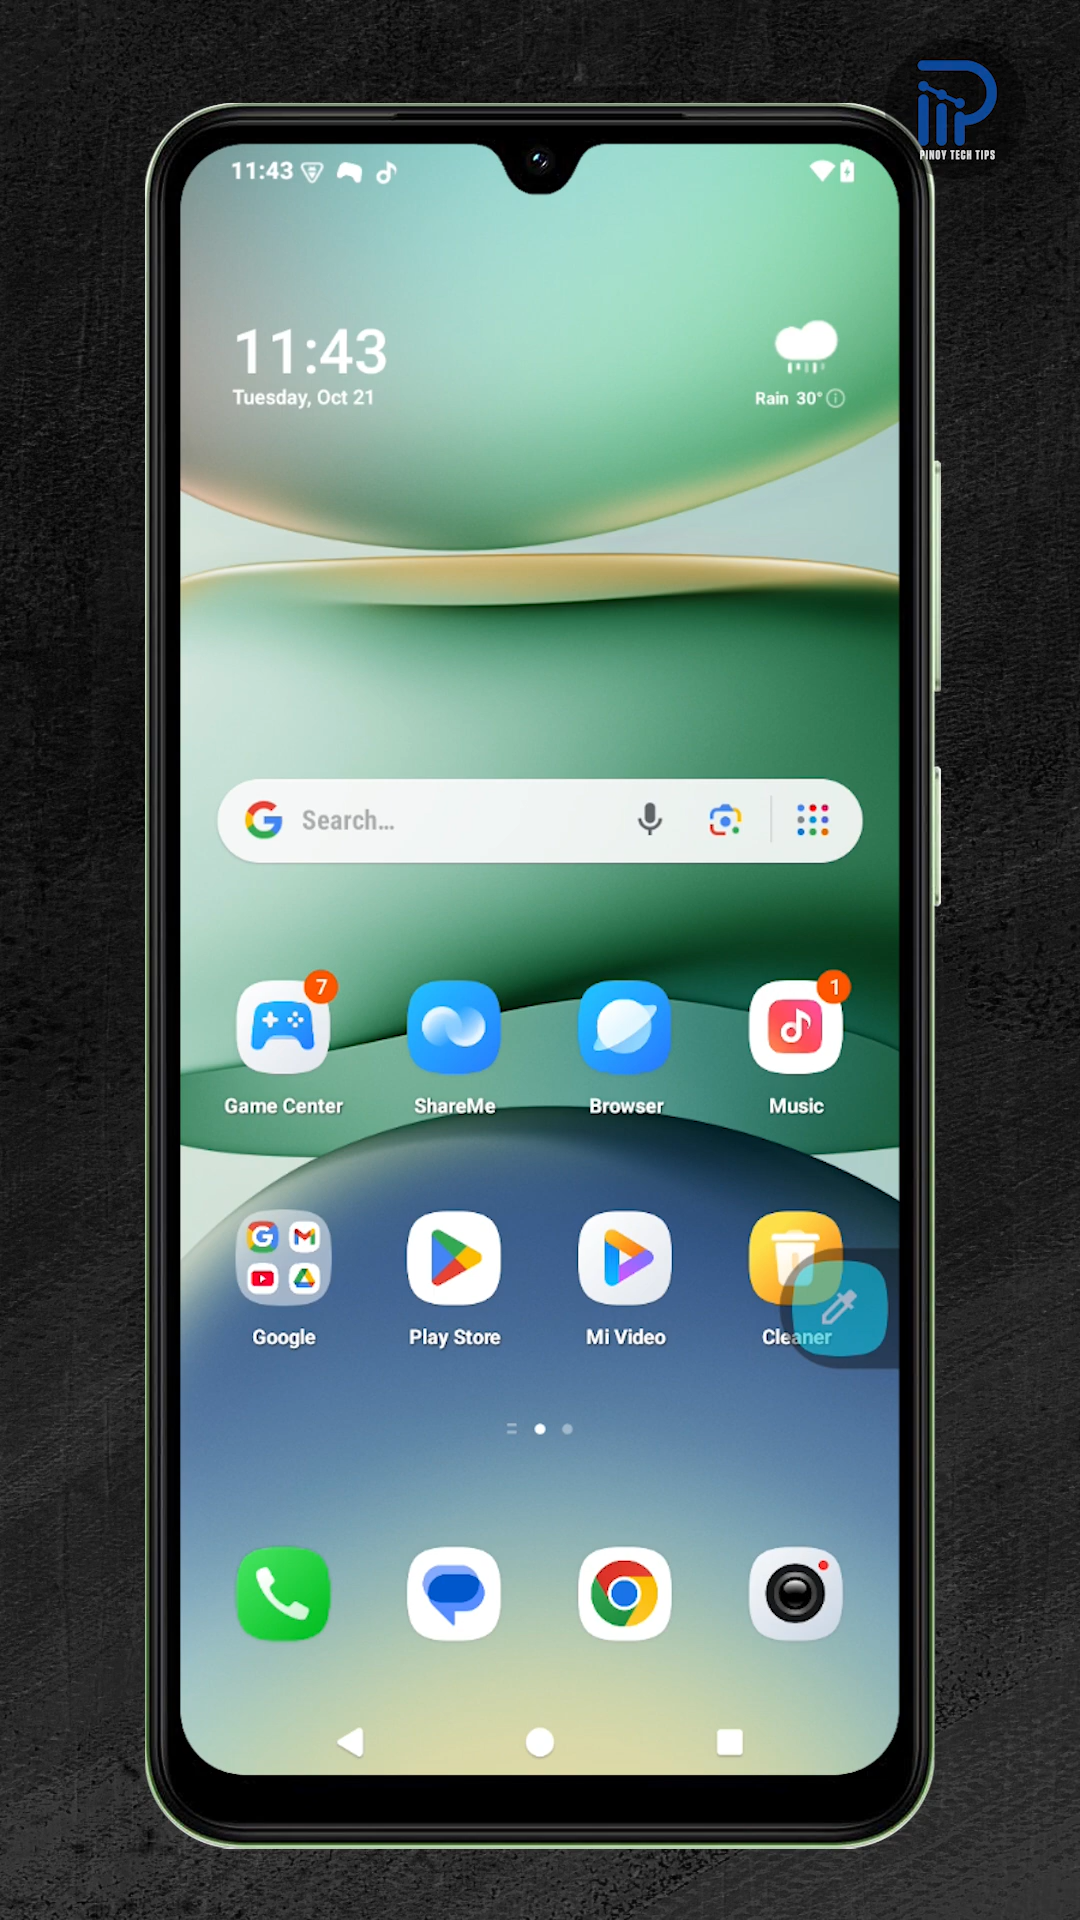 PINOY TECH TIPS
11:43
11:43
Tuesday, Oct 21
Rain 30°
Search...
7
1
Game Center
ShareMe
Browser
Music
Google
Play Store
Mi Video
Cleaner